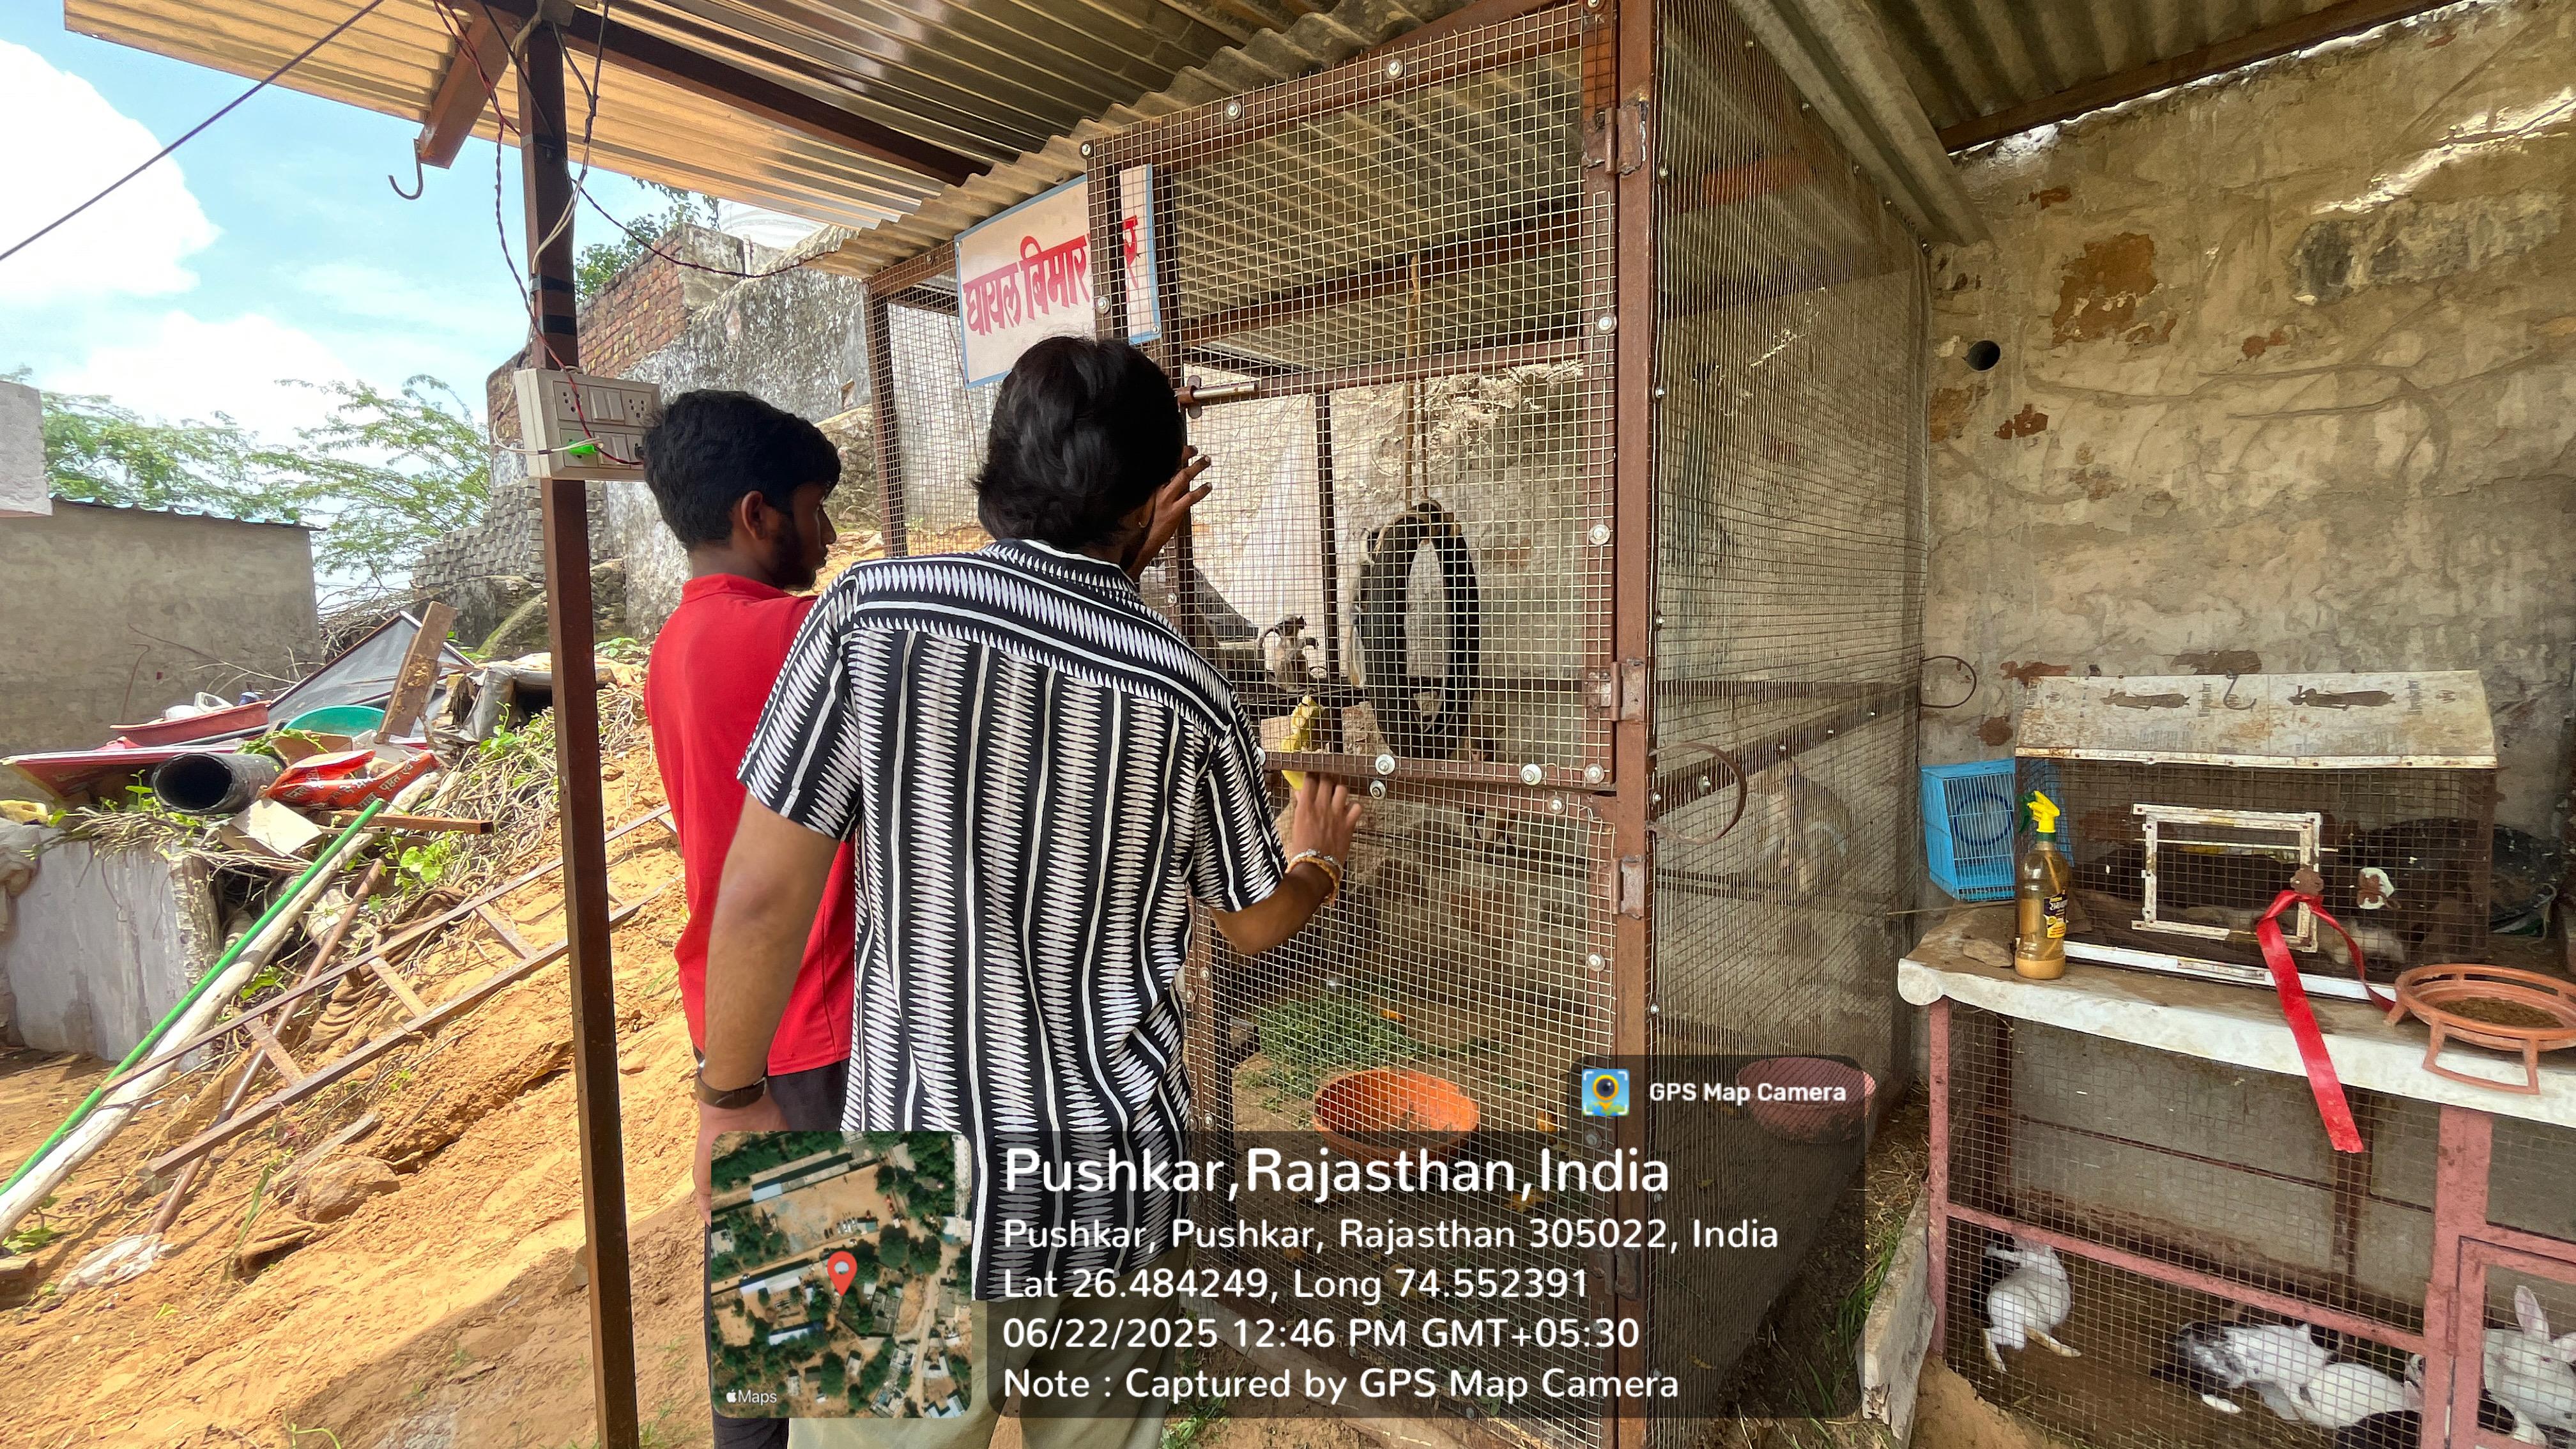 घायल बिमार
GPS Map Camera
Pushkar,Rajasthan,India
Pushkar, Pushkar, Rajasthan 305022, India
Lat 26.484249, Long 74.552391
06/22/2025 12:46 PM GMT+05:30
Note : Captured by GPS Map Camera
Maps